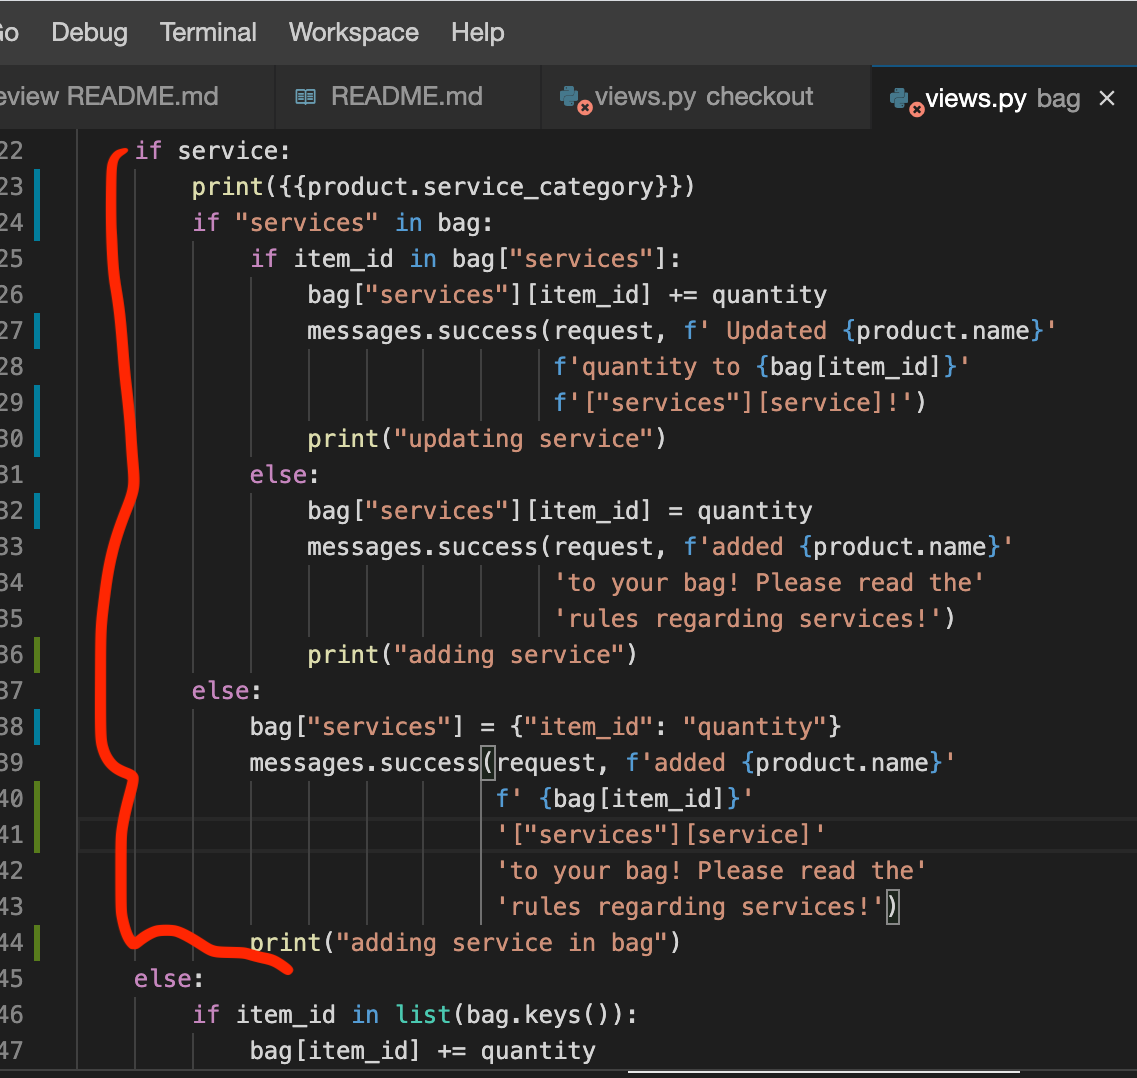 Go Debug Terminal Workspace Help
eview README.md README.md views.py checkout views.py bag ×
22 if service:
23 print({{product.service_category}})
24 if "services" in bag:
25 if item_id in bag["services"]:
26 bag["services"][item_id] += quantity
27 messages.success(request, f' Updated {product.name}'
28 f'quantity to {bag[item_id]}'
29 f'["services"][service]!')
30 print("updating service")
31 else:
32 bag["services"][item_id] = quantity
33 messages.success(request, f'added {product.name}'
34 'to your bag! Please read the'
35 'rules regarding services!')
36 print("adding service")
37 else:
38 bag["services"] = {"item_id": "quantity"}
39 messages.success(request, f'added {product.name}'
40 f' {bag[item_id]}'
41 '["services"][service]'
42 'to your bag! Please read the'
43 'rules regarding services!')
44 print("adding service in bag")
45 else:
46 if item_id in list(bag.keys()):
47 bag[item_id] += quantity